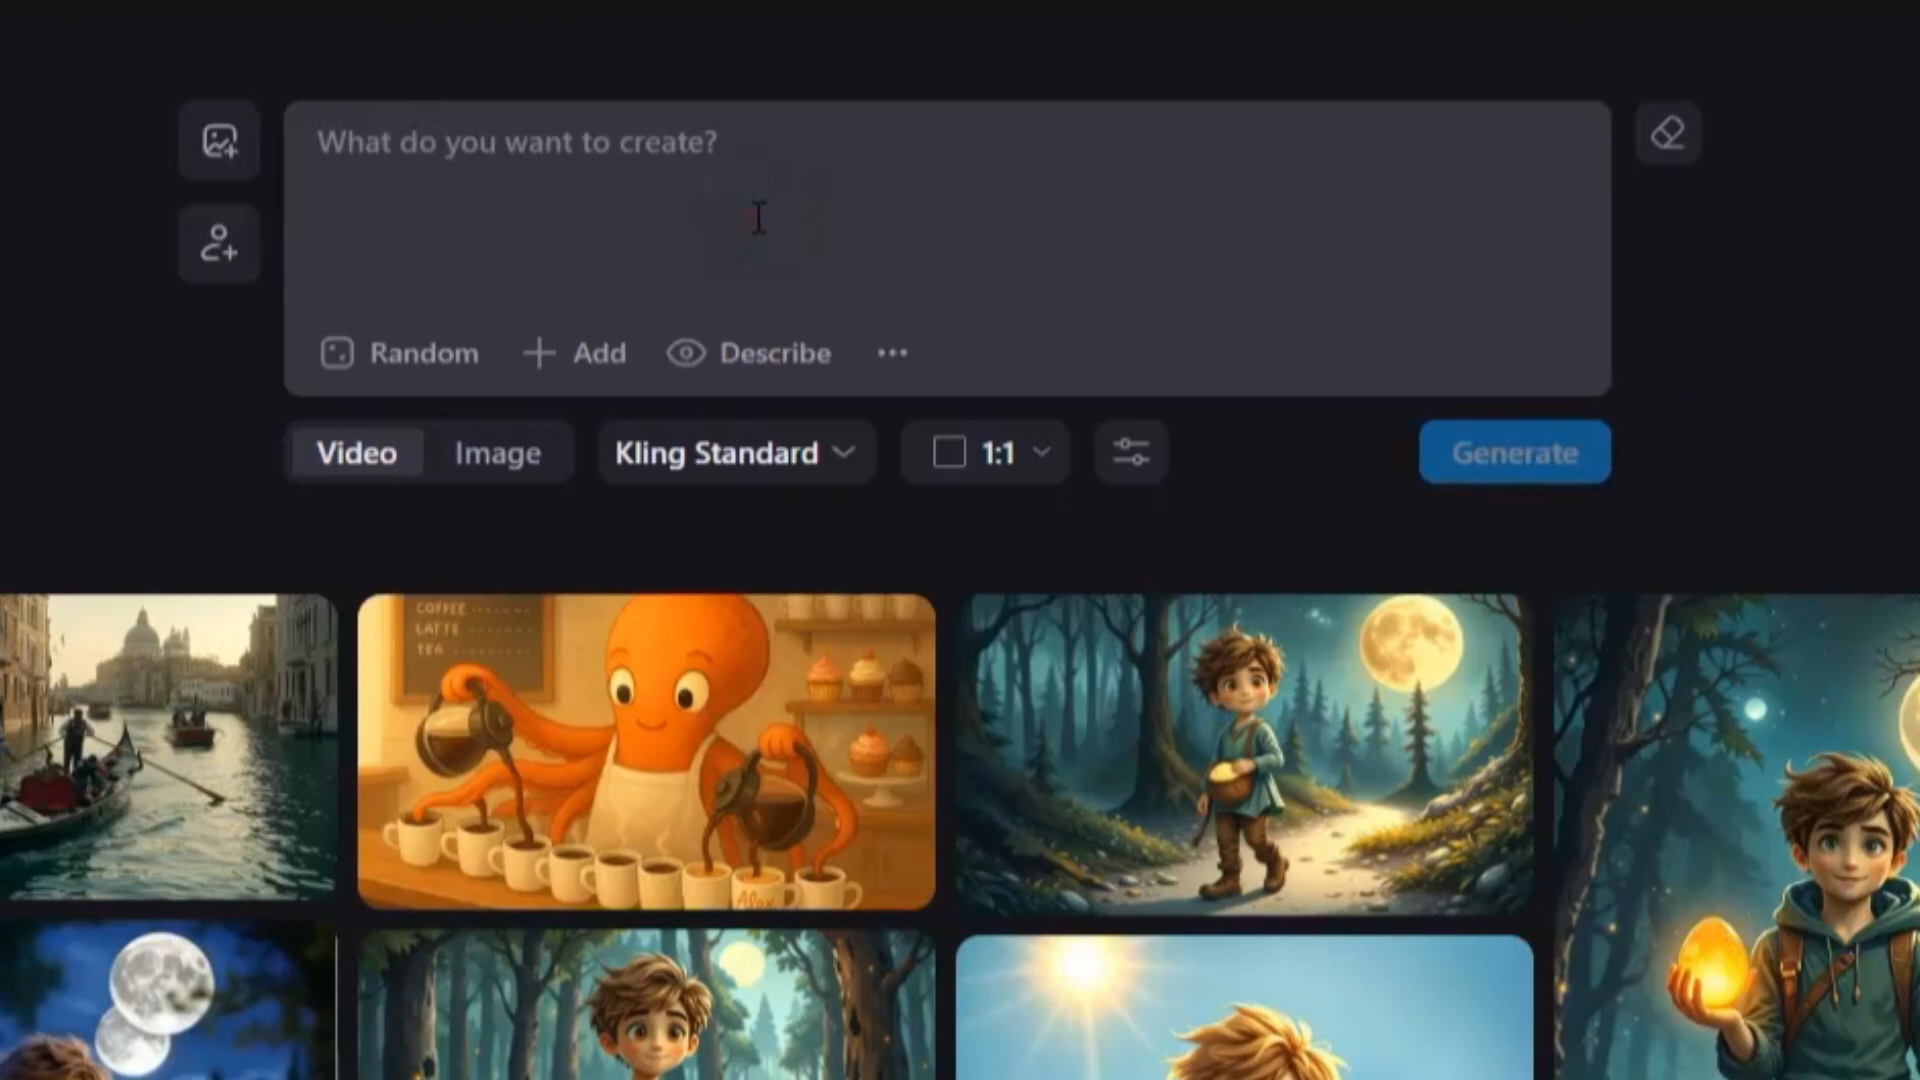 What do you want to create?
Random
Add
Describe
Video
Image
Kling Standard
1:1
Generate
COFFEE
LATTE
TEA
Alex